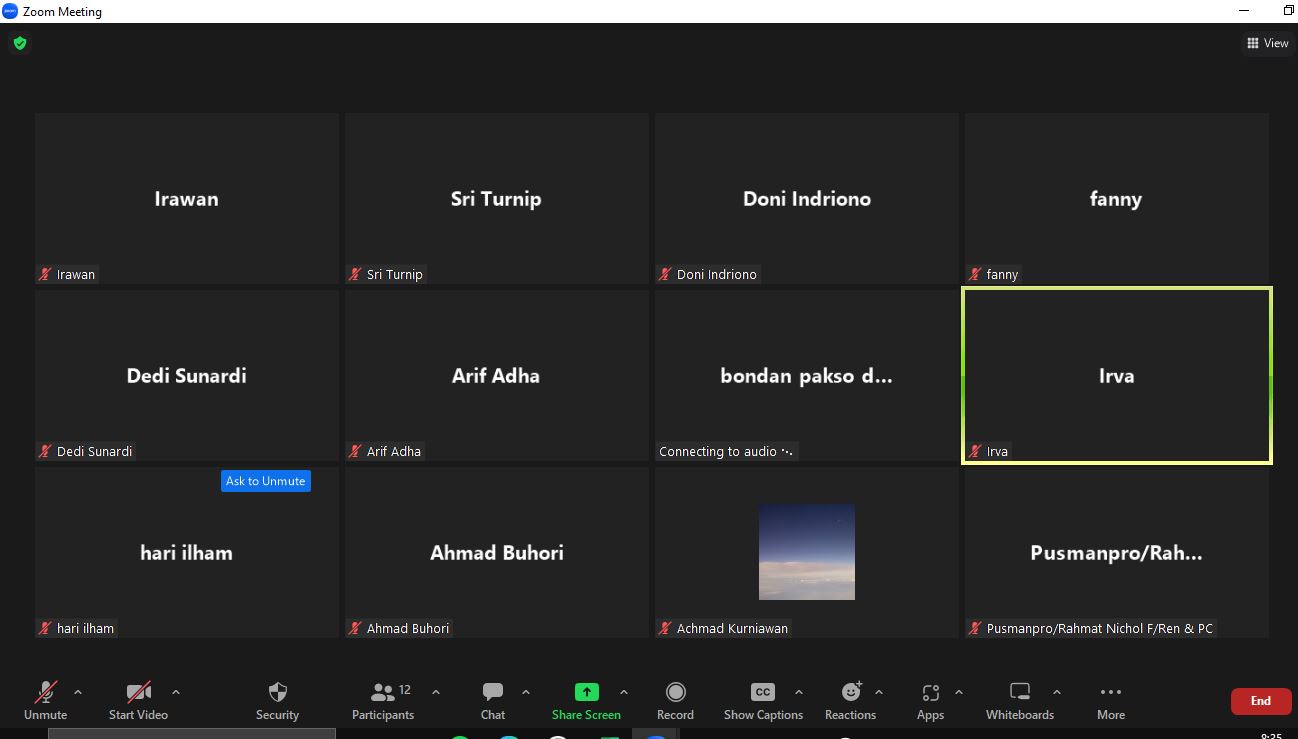 Zoom Meeting
View
Irawan
Sri Turnip
Doni Indriono
fanny
Irawan
Sri Turnip
Doni Indriono
fanny
Dedi Sunardi
Arif Adha
bondan pakso d...
Irva
Dedi Sunardi
Arif Adha
Connecting to audio
Irva
Ask to Unmute
hari ilham
Ahmad Buhori
Pusmanpro/Rah...
hari ilham
Ahmad Buhori
Achmad Kurniawan
Pusmanpro/Rahmat Nichol F/Ren & PC
12
CC
Unmute
Start Video
Security
Participants
Chat
Share Screen
Record
Show Captions
Reactions
Apps
Whiteboards
More
End